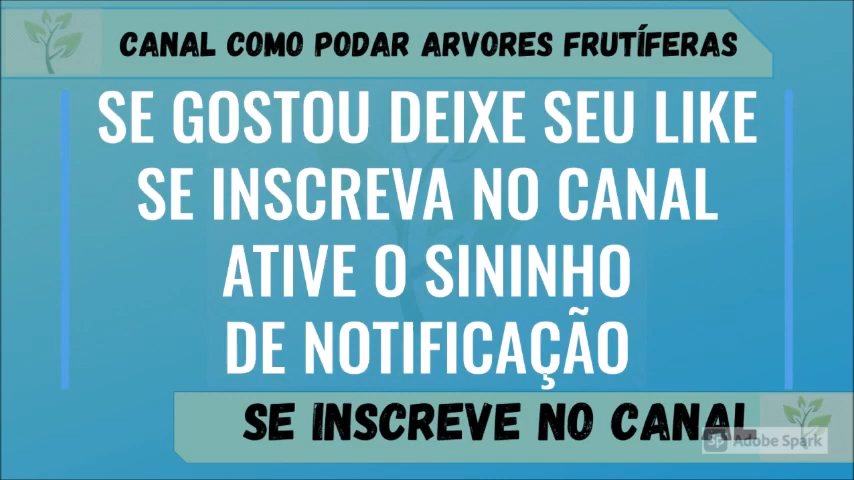 CANAL COMO PODAR ARVORES FRUTÍFERAS
SE GOSTOU DEIXE SEU LIKE
SE INSCREVA NO CANAL
ATIVE O SININHO
DE NOTIFICAÇÃO
SE INSCREVE NO CANAL
Sp Adobe Spark